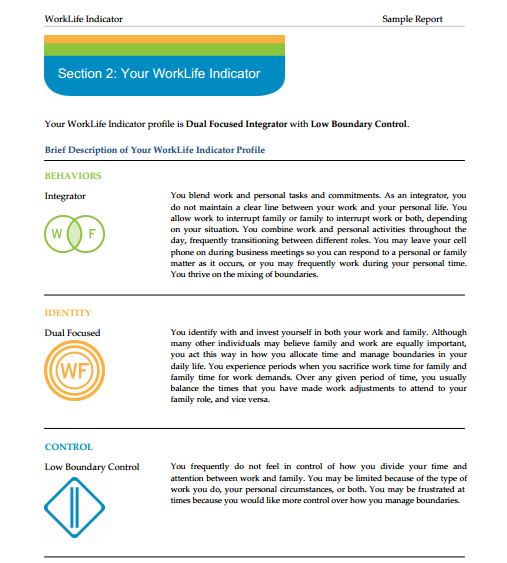 WorkLife Indicator Sample Report
Section 2: Your WorkLife Indicator
Your WorkLife Indicator profile is Dual Focused Integrator with Low Boundary Control.
Brief Description of Your WorkLife Indicator Profile
BEHAVIORS
Integrator
W F
You blend work and personal tasks and commitments. As an integrator, you
do not maintain a clear line between your work and your personal life. You
allow work to interrupt family or family to interrupt work or both, depending
on your situation. You combine work and personal activities throughout the
day, frequently transitioning between different roles. You may leave your cell
phone on during business meetings so you can respond to a personal or family
matter as it occurs, or you may frequently work during your personal time.
You thrive on the mixing of boundaries.
IDENTITY
Dual Focused
WF
You identify with and invest yourself in both your work and family. Although
many other individuals may believe family and work are equally important,
you act this way in how you allocate time and manage boundaries in your
daily life. You experience periods when you sacrifice work time for family and
family time for work demands. Over any given period of time, you usually
balance the times that you have made work adjustments to attend to your
family role, and vice versa.
CONTROL
Low Boundary Control
You frequently do not feel in control of how you divide your time and
attention between work and family. You may be limited because of the type of
work you do, your personal circumstances, or both. You may be frustrated at
times because you would like more control over how you manage boundaries.